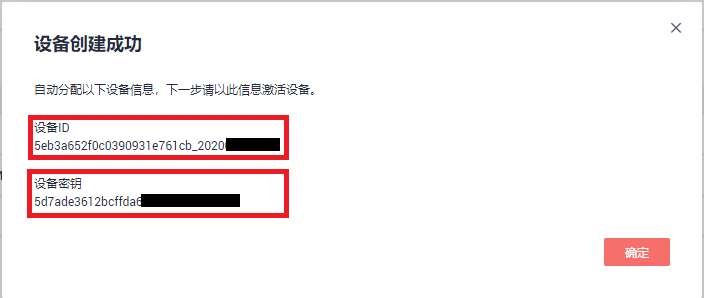 设备创建成功
自动分配以下设备信息，下一步请以此信息激活设备。
设备ID
5eb3a652f0c0390931e761cb_2020
设备密钥
5d7ade3612bcffda6
确定